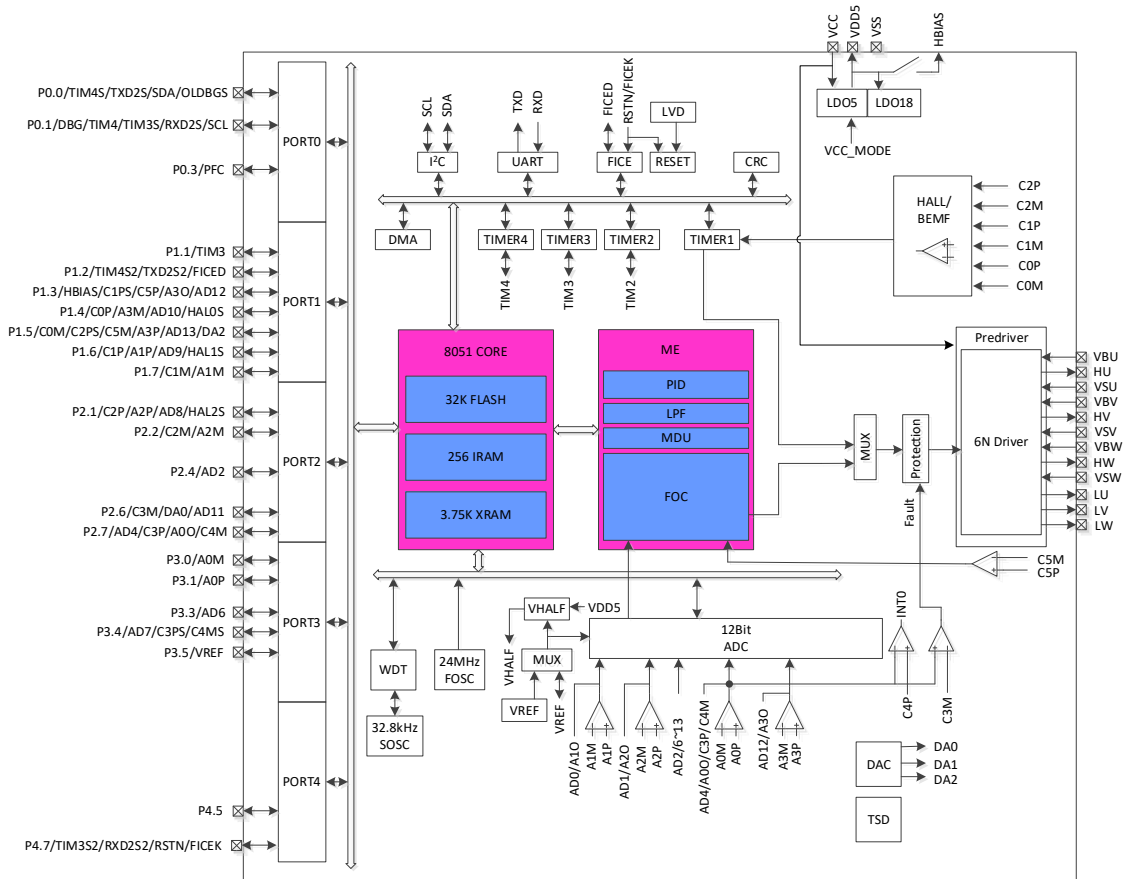 VCC
VDD5
VSS
HBIAS
LDO5
LDO18
VCC_MODE
P0.0/TIM4S/TXD2S/SDA/OLDBGS
P0.1/DBG/TIM4/TIM3S/RXD2S/SCL
P0.3/PFC
PORT0
P1.1/TIM3
P1.2/TIM4S2/TXD2S2/FICED
P1.3/HBIAS/C1PS/C5P/A3O/AD12
P1.4/C0P/A3M/AD10/HAL0S
P1.5/C0M/C2PS/C5M/A3P/AD13/DA2
P1.6/C1P/A1P/AD9/HAL1S
P1.7/C1M/A1M
PORT1
P2.1/C2P/A2P/AD8/HAL2S
P2.2/C2M/A2M
P2.4/AD2
P2.6/C3M/DA0/AD11
P2.7/AD4/C3P/A0O/C4M
PORT2
P3.0/A0M
P3.1/A0P
P3.3/AD6
P3.4/AD7/C3PS/C4MS
P3.5/VREF
PORT3
P4.5
P4.7/TIM3S2/RXD2S2/RSTN/FICEK
PORT4
SCL
SDA
TXD
RXD
FICED
RSTN/FICEK
LVD
I²C
UART
FICE
RESET
CRC
DMA
TIMER4
TIMER3
TIMER2
TIMER1
TIM4
TIM3
TIM2
HALL/
BEMF
C2P
C2M
C1P
C1M
C0P
C0M
8051 CORE
32K FLASH
256 IRAM
3.75K XRAM
ME
PID
LPF
MDU
FOC
MUX
Protection
Fault
Predriver
6N Driver
VBU
HU
VSU
VBV
HV
VSV
VBW
HW
VSW
LU
LV
LW
C5M
C5P
WDT
32.8kHz
SOSC
24MHz
FOSC
VHALF
VDD5
VHALF
MUX
VREF
VREF
12Bit
ADC
AD0/A1O
A1M
A1P
AD1/A2O
A2M
A2P
AD2/6~13
AD4/A0O/C3P/C4M
A0M
A0P
AD12/A3O
A3M
A3P
INT0
C4P
C3M
DAC
DA0
DA1
DA2
TSD